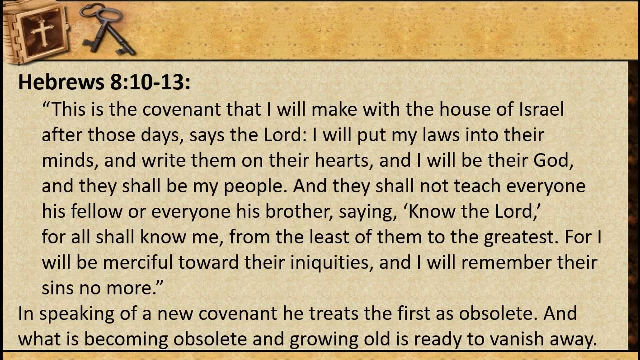 Hebrews 8:10-13:
“This is the covenant that I will make with the house of Israel
after those days, says the Lord: I will put my laws into their
minds, and write them on their hearts, and I will be their God,
and they shall be my people. And they shall not teach everyone
his fellow or everyone his brother, saying, ‘Know the Lord,’
for all shall know me, from the least of them to the greatest. For I
will be merciful toward their iniquities, and I will remember their
sins no more.”
In speaking of a new covenant he treats the first as obsolete. And
what is becoming obsolete and growing old is ready to vanish away.